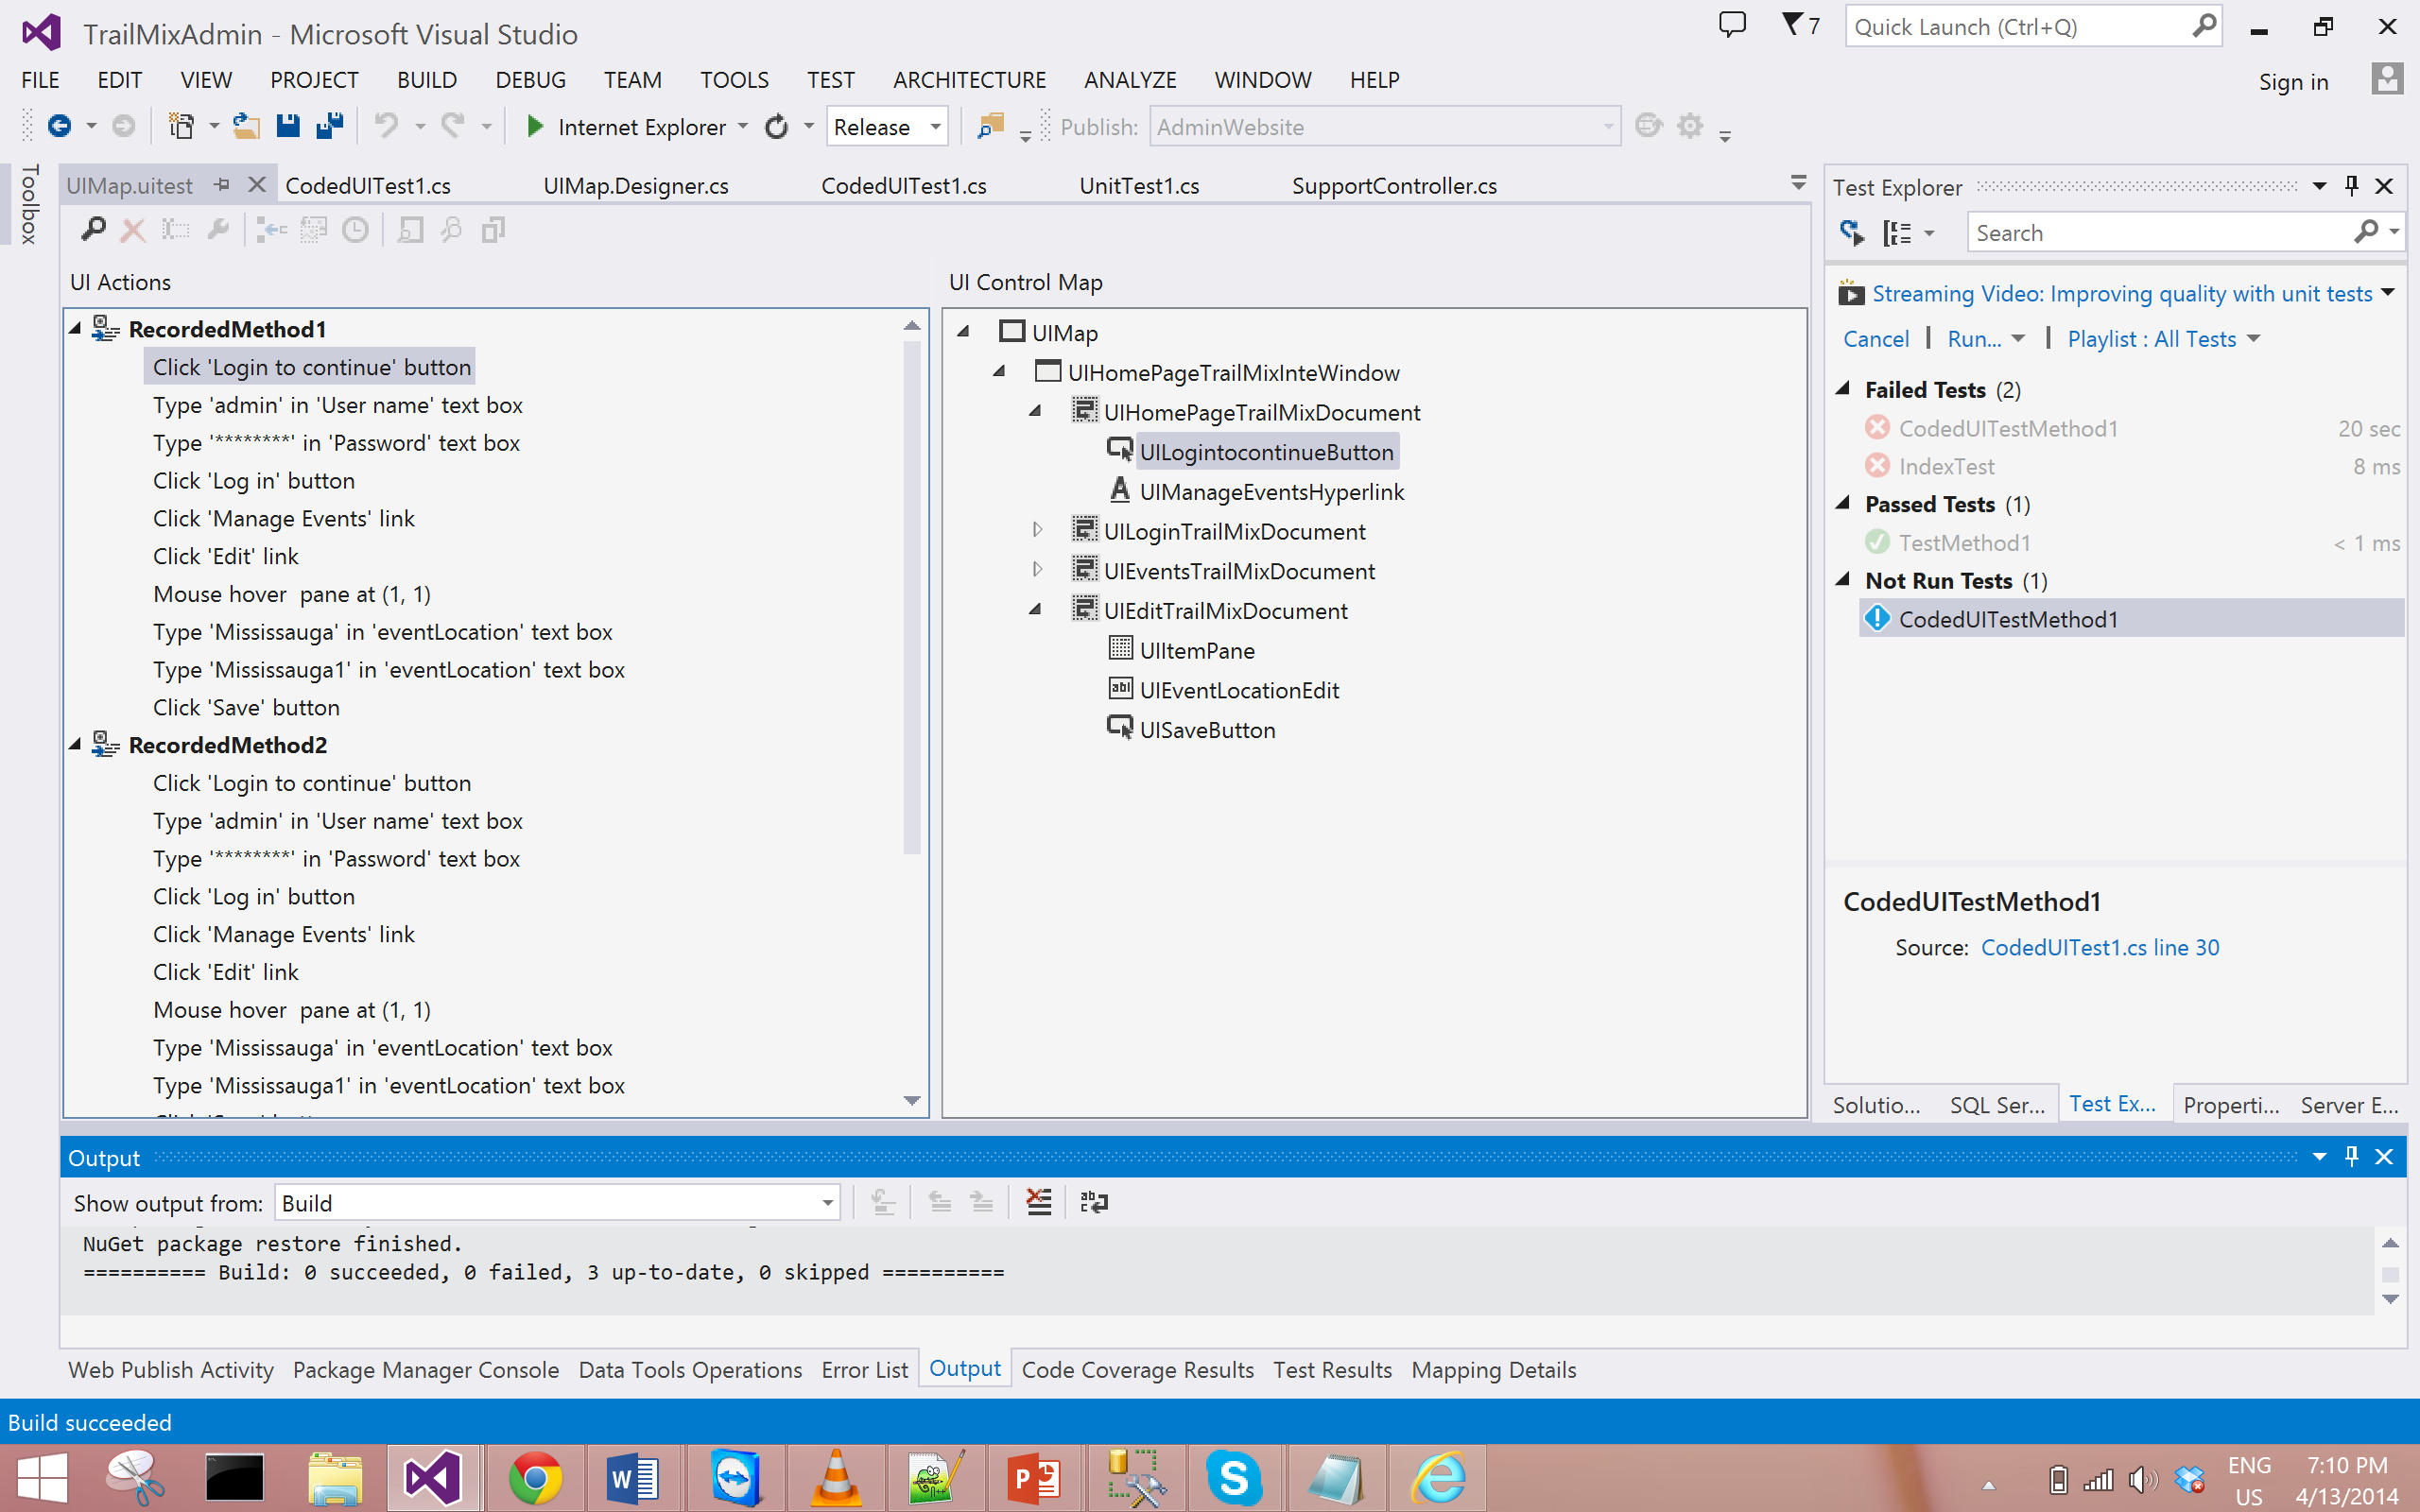 TrailMixAdmin - Microsoft Visual Studio
7
Quick Launch (Ctrl+Q)
FILE EDIT VIEW PROJECT BUILD DEBUG TEAM TOOLS TEST ARCHITECTURE ANALYZE WINDOW HELP
Sign in
Internet Explorer
Release
Publish: AdminWebsite
Toolbox
UIMap.uitest CodedUITest1.cs UIMap.Designer.cs CodedUITest1.cs UnitTest1.cs SupportController.cs
UI Actions
RecordedMethod1
Click 'Login to continue' button
Type 'admin' in 'User name' text box
Type '********' in 'Password' text box
Click 'Log in' button
Click 'Manage Events' link
Click 'Edit' link
Mouse hover  pane at (1, 1)
Type 'Mississauga' in 'eventLocation' text box
Type 'Mississauga1' in 'eventLocation' text box
Click 'Save' button
RecordedMethod2
Click 'Login to continue' button
Type 'admin' in 'User name' text box
Type '********' in 'Password' text box
Click 'Log in' button
Click 'Manage Events' link
Click 'Edit' link
Mouse hover  pane at (1, 1)
Type 'Mississauga' in 'eventLocation' text box
Type 'Mississauga1' in 'eventLocation' text box
UI Control Map
UIMap
UIHomePageTrailMixInteWindow
UIHomePageTrailMixDocument
UILogintocontinueButton
UIManageEventsHyperlink
UILoginTrailMixDocument
UIEventsTrailMixDocument
UIEditTrailMixDocument
UIItemPane
UIEventLocationEdit
UISaveButton
Test Explorer
Search
Streaming Video: Improving quality with unit tests
Cancel | Run... | Playlist : All Tests
Failed Tests (2)
CodedUITestMethod1 20 sec
IndexTest 8 ms
Passed Tests (1)
TestMethod1 < 1 ms
Not Run Tests (1)
CodedUITestMethod1
CodedUITestMethod1
Source: CodedUITest1.cs line 30
Solutio... SQL Ser... Test Ex... Properti... Server E...
Output
Show output from: Build
NuGet package restore finished.
========== Build: 0 succeeded, 0 failed, 3 up-to-date, 0 skipped ==========
Web Publish Activity Package Manager Console Data Tools Operations Error List Output Code Coverage Results Test Results Mapping Details
Build succeeded
ENG 7:10 PM
US 4/13/2014